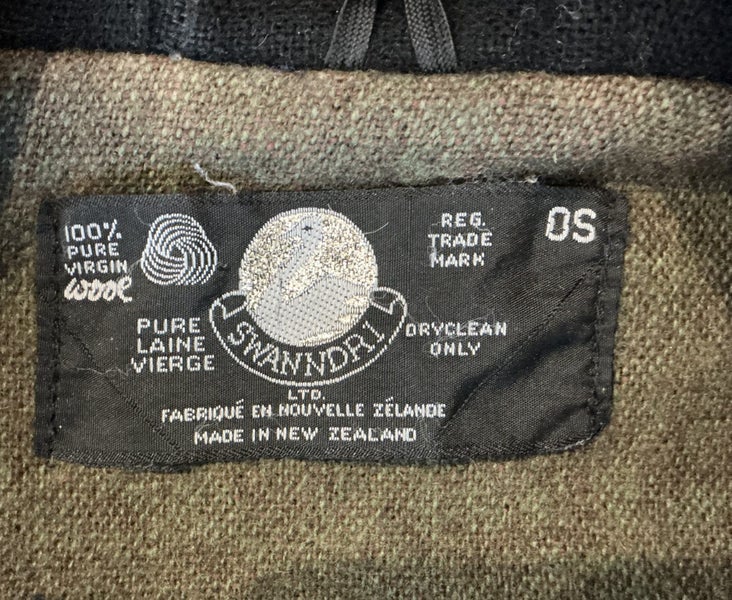 100%
PURE
VIRGIN
WOOL
REG.
TRADE
MARK
OS
PURE
LAINE
VIERGE
SWANNDRI
LTD.
DRYCLEAN
ONLY
FABRIQUÉ EN NOUVELLE ZÉLANDE
MADE IN NEW ZEALAND